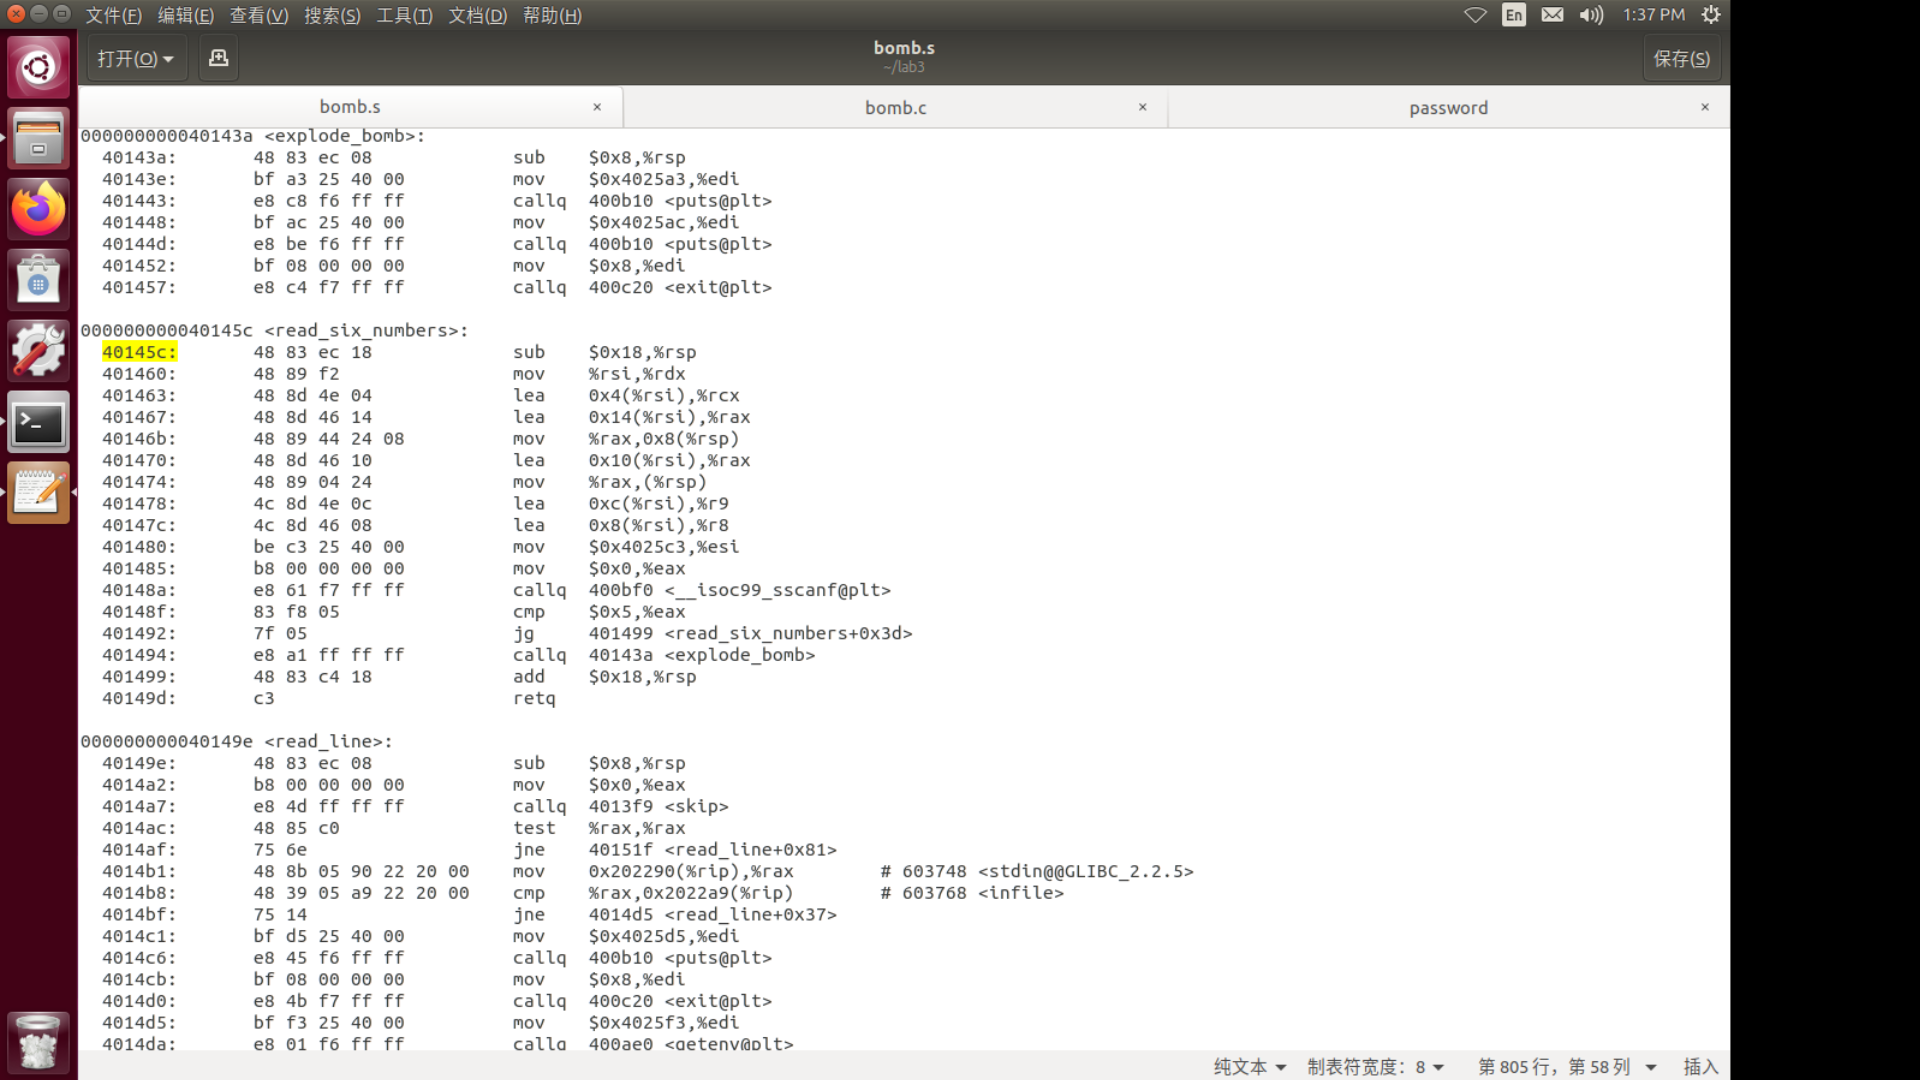 文件(F) 编辑(E) 查看(V) 搜索(S) 工具(T) 文档(D) 帮助(H) En 1:37 PM
打开(O) bomb.s 保存(S)
~/lab3
bomb.s × bomb.c × password ×
000000000040143a <explode_bomb>:
40143a: 48 83 ec 08 sub $0x8,%rsp
40143e: bf a3 25 40 00 mov $0x4025a3,%edi
401443: e8 c8 f6 ff ff callq 400b10 <puts@plt>
401448: bf ac 25 40 00 mov $0x4025ac,%edi
40144d: e8 be f6 ff ff callq 400b10 <puts@plt>
401452: bf 08 00 00 00 mov $0x8,%edi
401457: e8 c4 f7 ff ff callq 400c20 <exit@plt>
000000000040145c <read_six_numbers>:
40145c: 48 83 ec 18 sub $0x18,%rsp
401460: 48 89 f2 mov %rsi,%rdx
401463: 48 8d 4e 04 lea 0x4(%rsi),%rcx
401467: 48 8d 46 14 lea 0x14(%rsi),%rax
40146b: 48 89 44 24 08 mov %rax,0x8(%rsp)
401470: 48 8d 46 10 lea 0x10(%rsi),%rax
401474: 48 89 04 24 mov %rax,(%rsp)
401478: 4c 8d 4e 0c lea 0xc(%rsi),%r9
40147c: 4c 8d 46 08 lea 0x8(%rsi),%r8
401480: be c3 25 40 00 mov $0x4025c3,%esi
401485: b8 00 00 00 00 mov $0x0,%eax
40148a: e8 61 f7 ff ff callq 400bf0 <__isoc99_sscanf@plt>
40148f: 83 f8 05 cmp $0x5,%eax
401492: 7f 05 jg 401499 <read_six_numbers+0x3d>
401494: e8 a1 ff ff ff callq 40143a <explode_bomb>
401499: 48 83 c4 18 add $0x18,%rsp
40149d: c3 retq
000000000040149e <read_line>:
40149e: 48 83 ec 08 sub $0x8,%rsp
4014a2: b8 00 00 00 00 mov $0x0,%eax
4014a7: e8 4d ff ff ff callq 4013f9 <skip>
4014ac: 48 85 c0 test %rax,%rax
4014af: 75 6e jne 40151f <read_line+0x81>
4014b1: 48 8b 05 90 22 20 00 mov 0x202290(%rip),%rax # 603748 <stdin@@GLIBC_2.2.5>
4014b8: 48 39 05 a9 22 20 00 cmp %rax,0x2022a9(%rip) # 603768 <infile>
4014bf: 75 14 jne 4014d5 <read_line+0x37>
4014c1: bf d5 25 40 00 mov $0x4025d5,%edi
4014c6: e8 45 f6 ff ff callq 400b10 <puts@plt>
4014cb: bf 08 00 00 00 mov $0x8,%edi
4014d0: e8 4b f7 ff ff callq 400c20 <exit@plt>
4014d5: bf f3 25 40 00 mov $0x4025f3,%edi
4014da: e8 01 f6 ff ff callq 400ae0 <getenv@plt>
纯文本 制表符宽度：8 第 805 行，第 58 列 插入